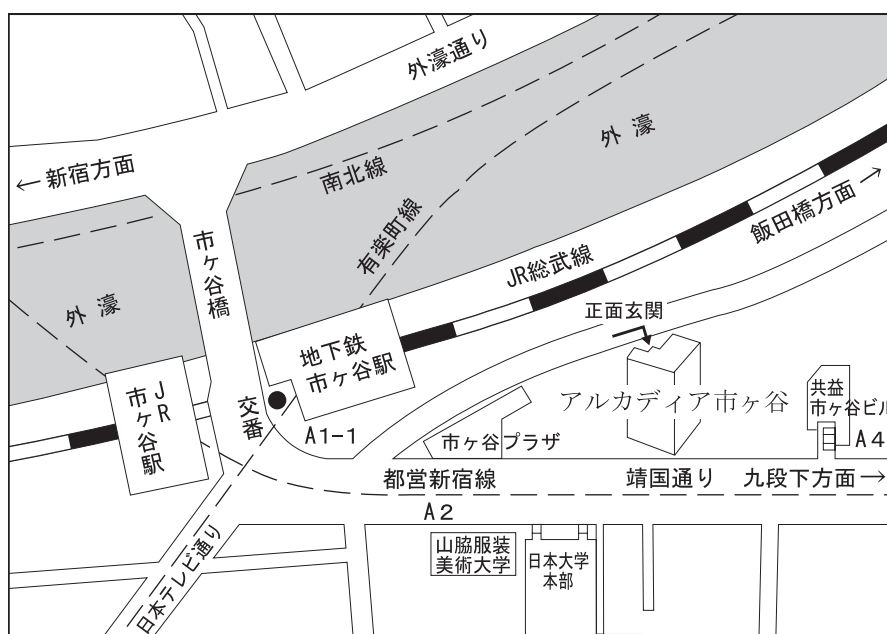 外濠通り
←新宿方面
南北線
外濠
有楽町線
飯田橋方面→
市ヶ谷橋
JR総武線
外濠
正面玄関
地下鉄
市ヶ谷駅
JR
市ヶ谷駅
交番
アルカディア市ヶ谷
共益
市ヶ谷ビル
A1-1
市ヶ谷プラザ
A4
都営新宿線
靖国通り
九段下方面→
A2
山脇服装
美術大学
日本大学
本部
日本テレビ通り